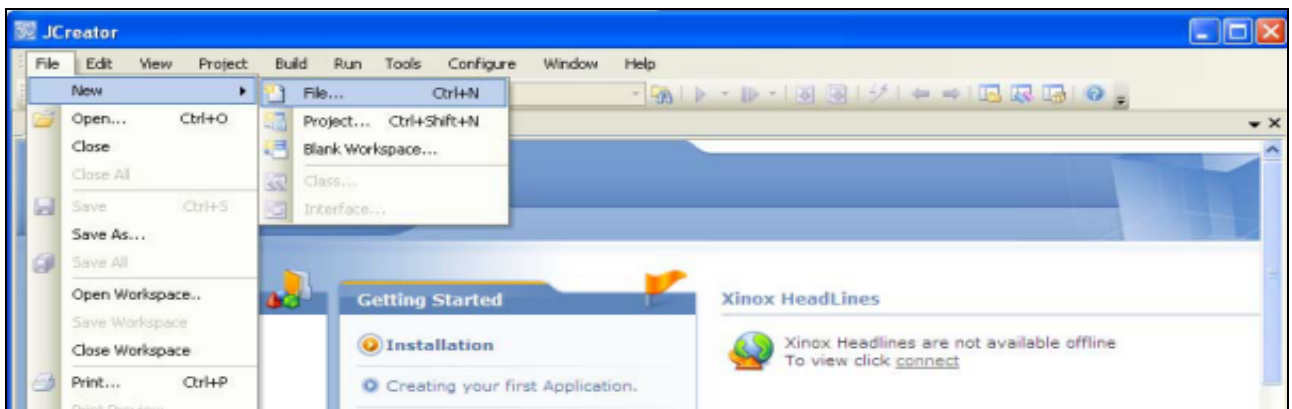 JCreator
File Edit View Project Build Run Tools Configure Window Help
New
File... Ctrl+N
Open... Ctrl+O
Project... Ctrl+Shift+N
Close
Blank Workspace...
Close All
Class...
Save Ctrl+S
Interface...
Save As...
Save All
Open Workspace..
Save Workspace
Close Workspace
Print... Ctrl+P
Print Preview
Getting Started
Installation
Creating your first Application.
Xinox HeadLines
Xinox Headlines are not available offline
To view click connect